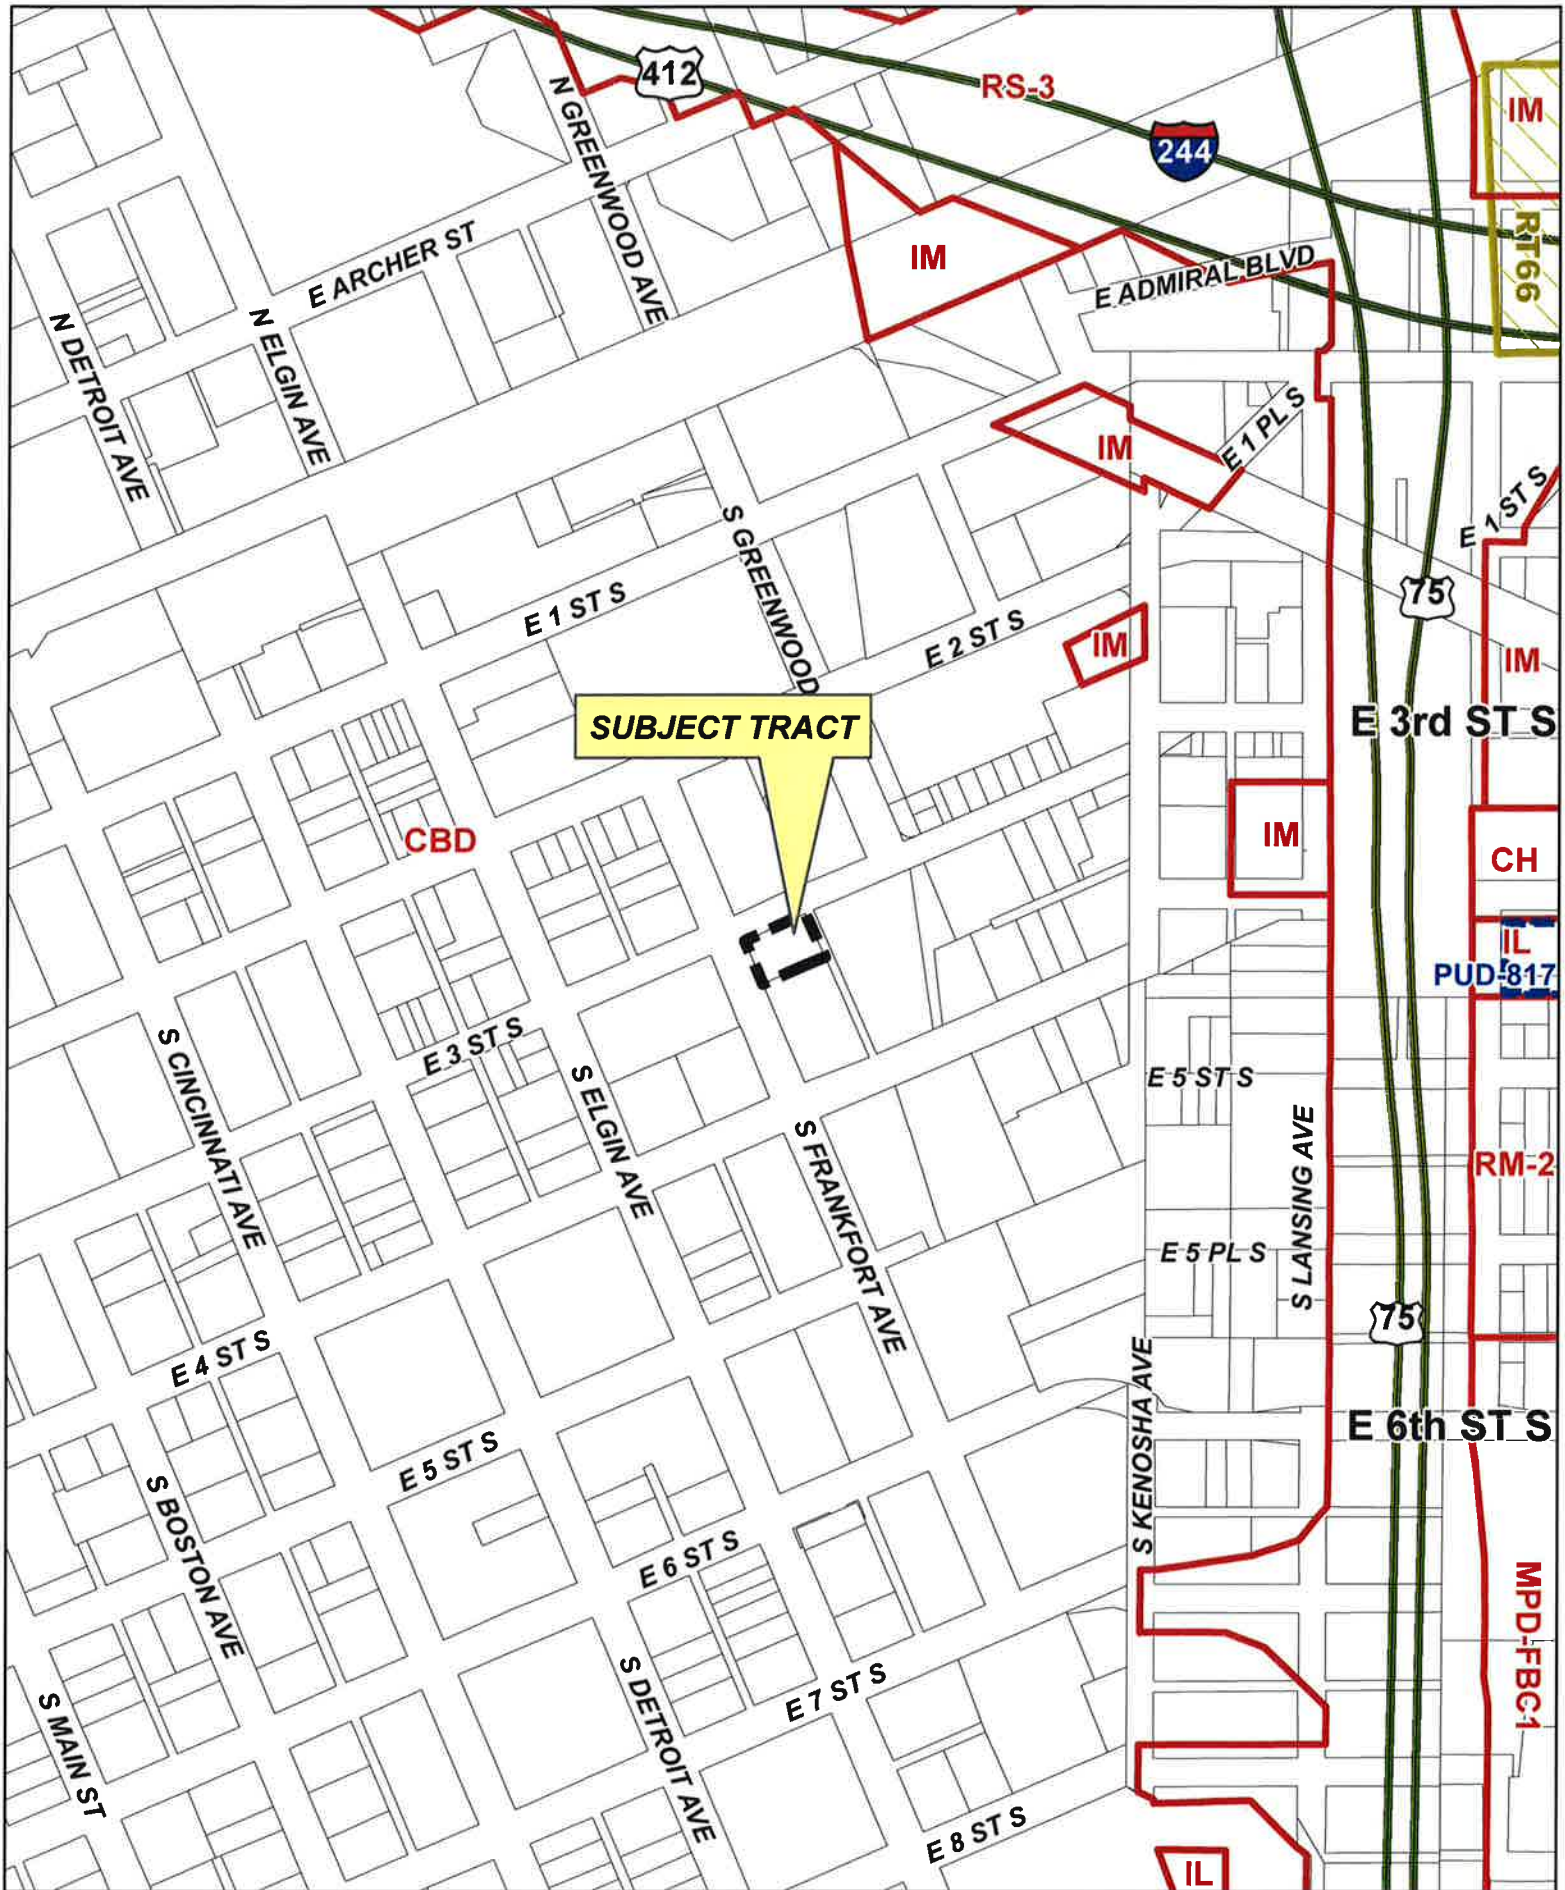 412
RS-3
IM
244
N GREENWOOD AVE
RT66
E ARCHER ST
IM
E ADMIRAL BLVD
N DETROIT AVE
N ELGIN AVE
E 1 PL S
IM
E 1 ST S
S GREENWOOD
75
E 1 ST S
E 2 ST S
IM
IM
SUBJECT TRACT
E 3rd ST S
CBD
IM
CH
IL
PUD-817
E 3 ST S
S CINCINNATI AVE
S ELGIN AVE
E 5 ST S
S FRANKFORT AVE
S LANSING AVE
RM-2
E 5 PL S
75
E 4 ST S
S KENOSHA AVE
E 6th ST S
E 5 ST S
S BOSTON AVE
E 6 ST S
MPD-FBC1
S DETROIT AVE
E 7 ST S
S MAIN ST
E 8 ST S
IL